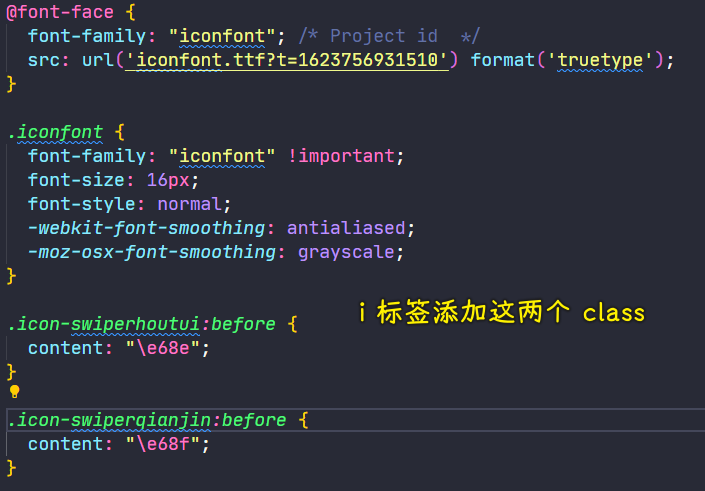 @font-face {
font-family: "iconfont"; /* Project id  */
src: url('iconfont.ttf?t=1623756931510') format('truetype');
}
.iconfont {
font-family: "iconfont" !important;
font-size: 16px;
font-style: normal;
-webkit-font-smoothing: antialiased;
-moz-osx-font-smoothing: grayscale;
}
.icon-swiperhoutui:before {
i 标签添加这两个 class
content: "\e68e";
}
.icon-swiperqianjin:before {
content: "\e68f";
}